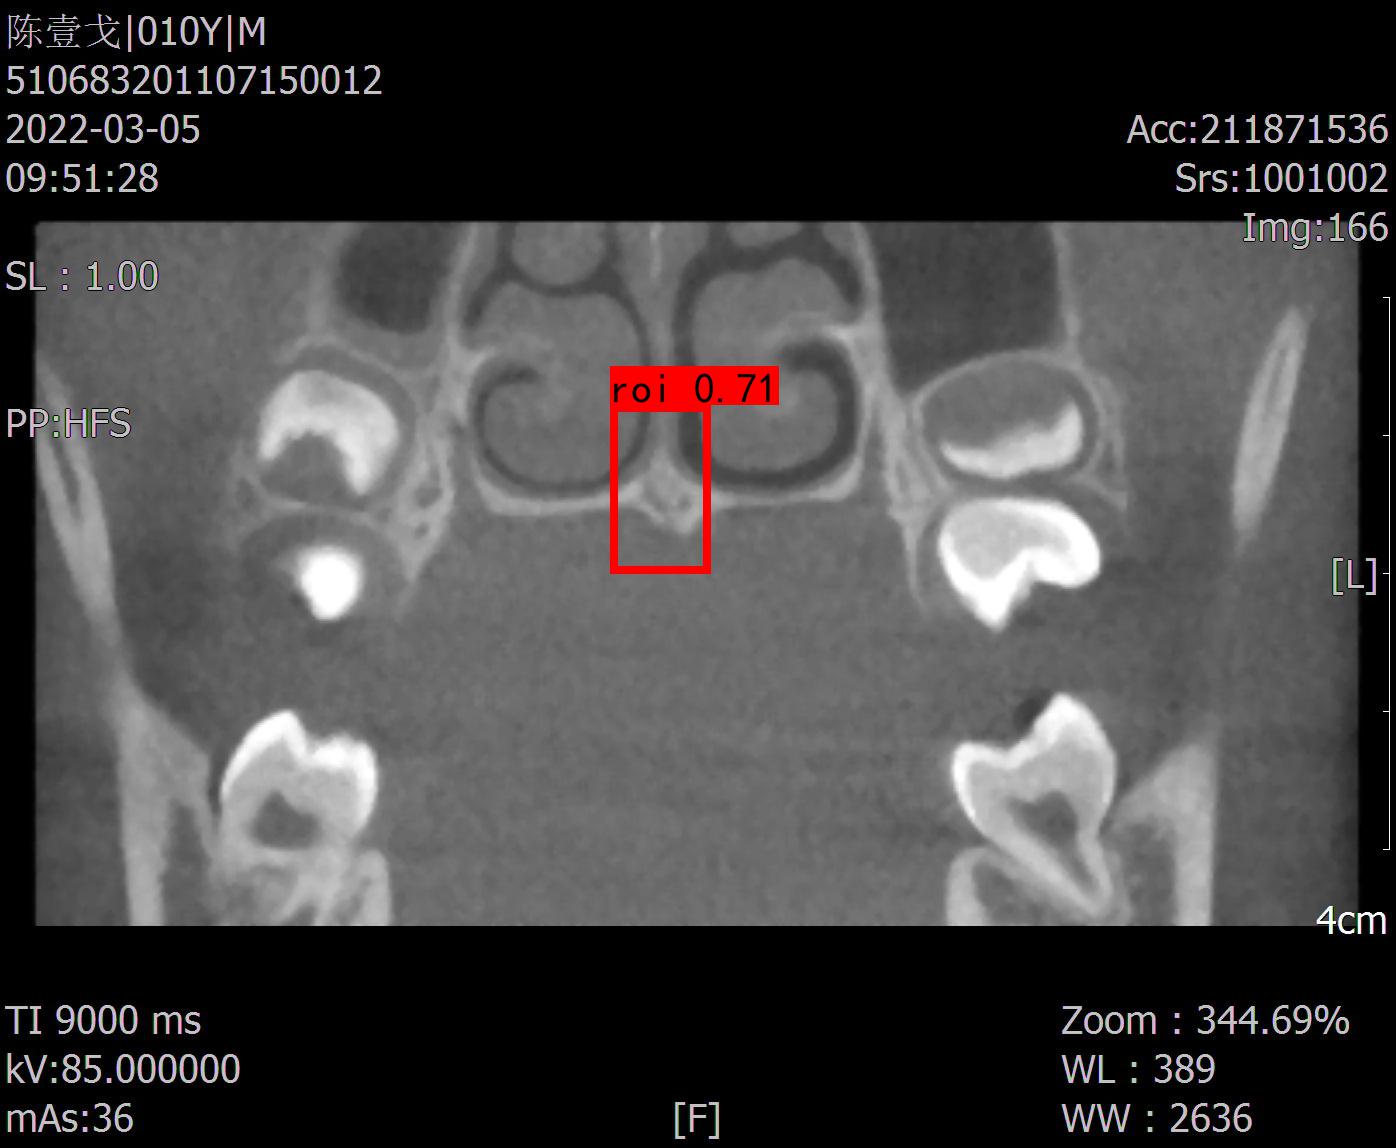 陈壹戈|010Y|M
510683201107150012
2022-03-05
09:51:28
Acc:211871536
Srs:1001002
Img:166
SL : 1.00
roi 0.71
PP:HFS
[L]
4cm
TI 9000 ms
kV:85.000000
mAs:36
[F]
Zoom : 344.69%
WL : 389
WW : 2636